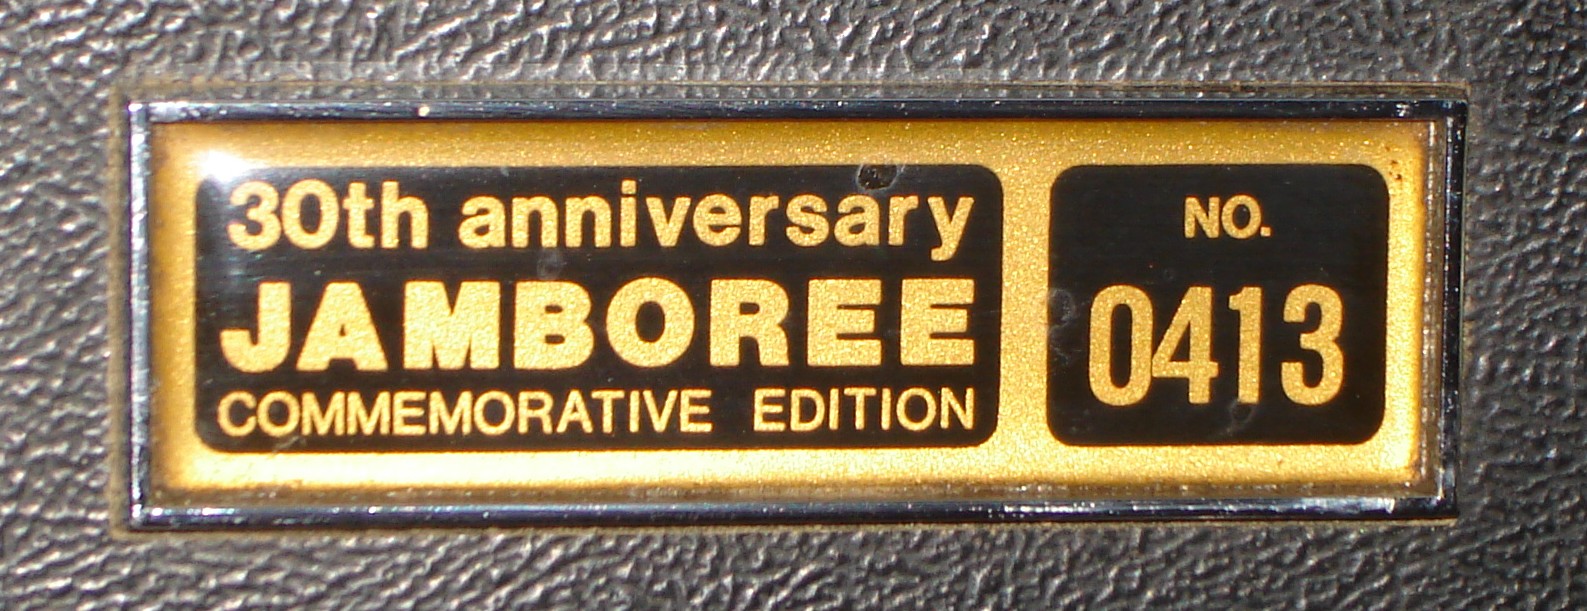 30th anniversary
JAMBOREE
COMMEMORATIVE EDITION
NO.
0413